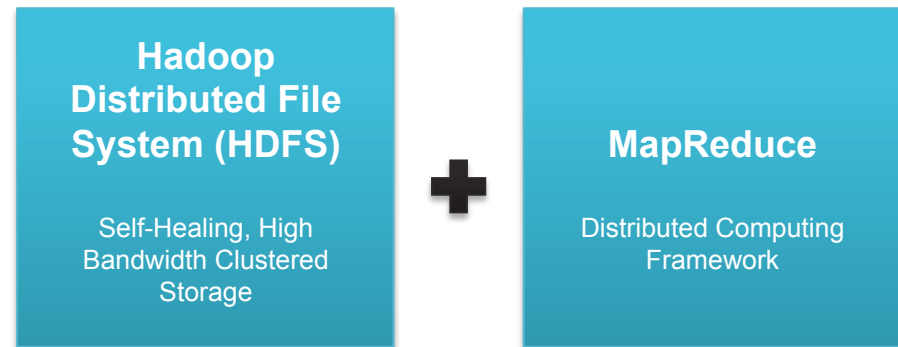 Hadoop
Distributed File
System (HDFS)
Self-Healing, High
Bandwidth Clustered
Storage
MapReduce
Distributed Computing
Framework